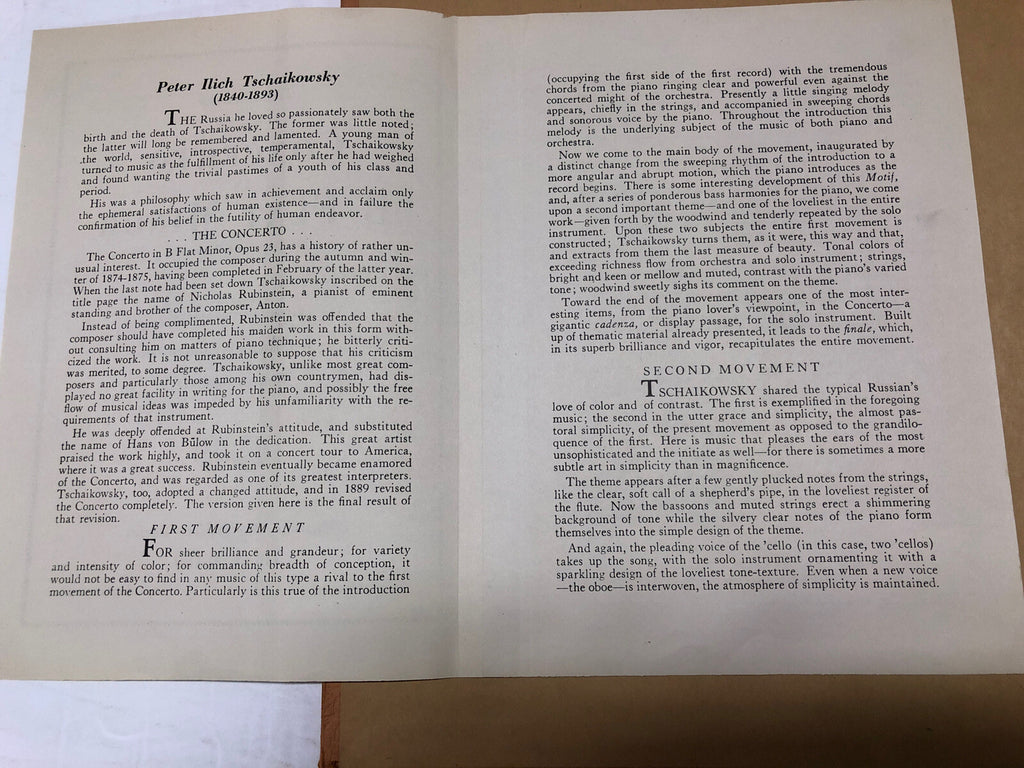 Peter Ilich Tschaikowsky
(1840-1893)
THE Russia he loved so passionately saw both the
birth and the death of Tschaikowsky. The former was little noted;
the latter will long be remembered and lamented. A young man of
the world, sensitive, introspective, temperamental, Tschaikowsky
turned to music as the fulfillment of his life only after he had weighed
and found wanting the trivial pastimes of a youth of his class and
period.
His was a philosophy which saw in achievement and acclaim only
the ephemeral satisfactions of human existence—and in failure the
confirmation of his belief in the futility of human endeavor.
. . . THE CONCERTO . . .
The Concerto in B Flat Minor, Opus 23, has a history of rather un-
usual interest. It occupied the composer during the autumn and win-
ter of 1874-1875, having been completed in February of the latter year.
When the last note had been set down Tschaikowsky inscribed on the
title page the name of Nicholas Rubinstein, a pianist of eminent
standing and brother of the composer, Anton.
Instead of being complimented, Rubinstein was offended that the
composer should have completed his maiden work in this form with-
out consulting him on matters of piano technique; he bitterly criti-
cized the work. It is not unreasonable to suppose that his criticism
was merited, to some degree. Tschaikowsky, unlike most great com-
posers and particularly those among his own countrymen, had dis-
played no great facility in writing for the piano, and possibly the free
flow of musical ideas was impeded by his unfamiliarity with the re-
quirements of that instrument.
He was deeply offended at Rubinstein's attitude, and substituted
the name of Hans von Bülow in the dedication. This great artist
praised the work highly, and took it on a concert tour to America,
where it was a great success. Rubinstein eventually became enamored
of the Concerto, and was regarded as one of its greatest interpreters.
Tschaikowsky, too, adopted a changed attitude, and in 1889 revised
the Concerto completely. The version given here is the final result of
that revision.
FIRST MOVEMENT
FOR sheer brilliance and grandeur; for variety
and intensity of color; for commanding breadth of conception, it
would not be easy to find in any music of this type a rival to the first
movement of the Concerto. Particularly is this true of the introduction
(occupying the first side of the first record) with the tremendous
chords from the piano ringing clear and powerful even against the
concerted might of the orchestra. Presently a little singing melody
appears, chiefly in the strings, and accompanied in sweeping chords
and sonorous voice by the piano. Throughout the introduction this
melody is the underlying subject of the music of both piano and
orchestra.
Now we come to the main body of the movement, inaugurated by
a distinct change from the sweeping rhythm of the introduction to a
more angular and abrupt motion, which the piano introduces as the
record begins. There is some interesting development of this Motif,
and, after a series of ponderous bass harmonies for the piano, we come
upon a second important theme—and one of the loveliest in the entire
work—given forth by the woodwind and tenderly repeated by the solo
instrument. Upon these two subjects the entire first movement is
constructed; Tschaikowsky turns them, as it were, this way and that,
and extracts from them the last measure of beauty. Tonal colors of
exceeding richness flow from orchestra and solo instrument; strings,
bright and keen or mellow and muted, contrast with the piano's varied
tone; woodwind sweetly sighs its comment on the theme.
Toward the end of the movement appears one of the most inter-
esting items, from the piano lover's viewpoint, in the Concerto—a
gigantic cadenza, or display passage, for the solo instrument. Built
up of thematic material already presented, it leads to the finale, which,
in its superb brilliance and vigor, recapitulates the entire movement.
SECOND MOVEMENT
TSCHAIKOWSKY shared the typical Russian's
love of color and of contrast. The first is exemplified in the foregoing
music; the second in the utter grace and simplicity, the almost pas-
toral simplicity, of the present movement as opposed to the grandilo-
quence of the first. Here is music that pleases the ears of the most
unsophisticated and the initiate as well—for there is sometimes a more
subtle art in simplicity than in magnificence.
The theme appears after a few gently plucked notes from the strings,
like the clear, soft call of a shepherd's pipe, in the loveliest register of
the flute. Now the bassoons and muted strings erect a shimmering
background of tone while the silvery clear notes of the piano form
themselves into the simple design of the theme.
And again, the pleading voice of the 'cello (in this case, two 'cellos)
takes up the song, with the solo instrument ornamenting it with a
sparkling design of the loveliest tone-texture. Even when a new voice
—the oboe—is interwoven, the atmosphere of simplicity is maintained.